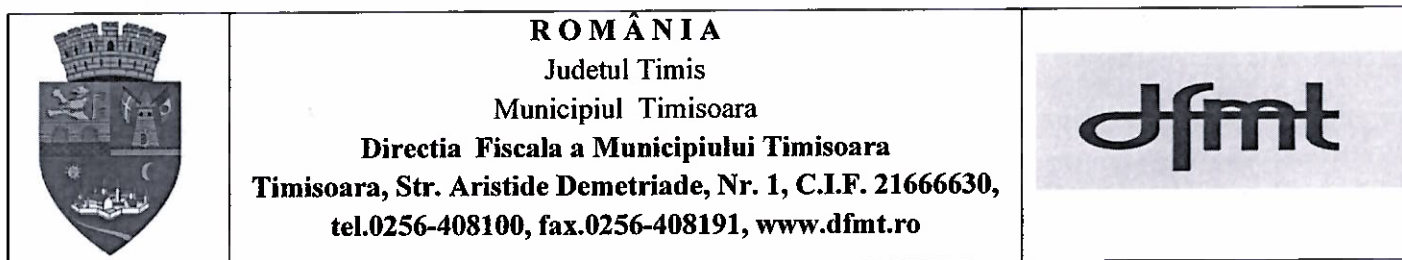 R O M Â N I A
Judetul Timis
Municipiul Timisoara
Directia Fiscala a Municipiului Timisoara
Timisoara, Str. Aristide Demetriade, Nr. 1, C.I.F. 21666630,
tel.0256-408100, fax.0256-408191, www.dfmt.ro
dfmt